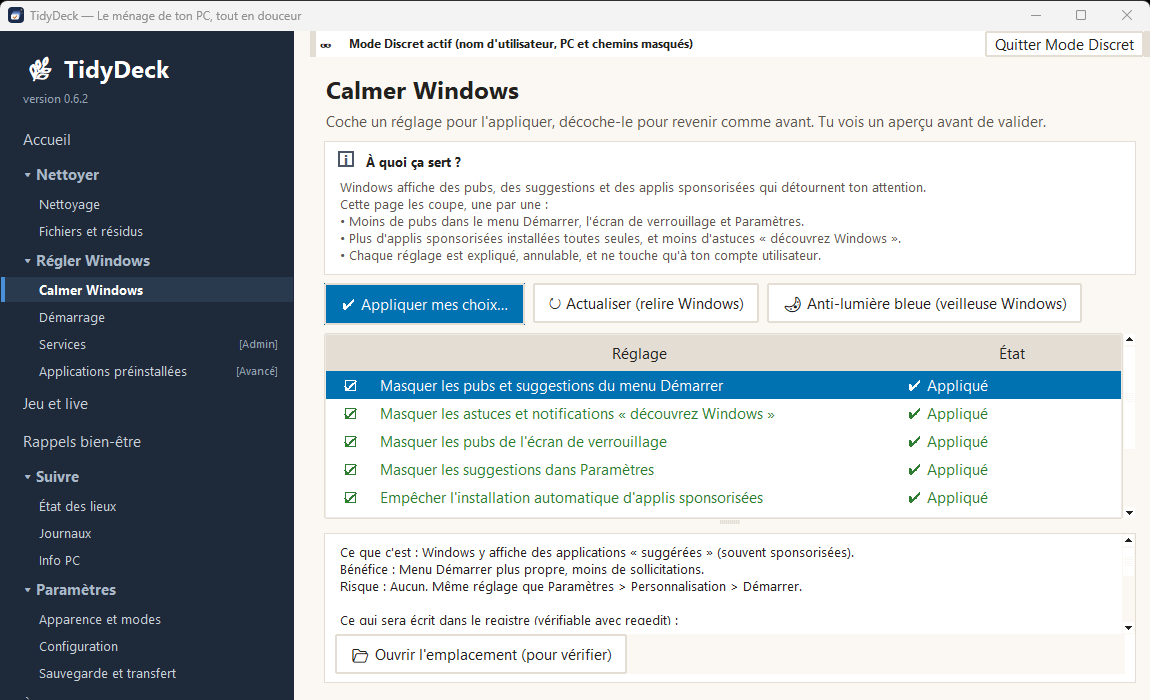 TidyDeck — Le ménage de ton PC, tout en douceur
TidyDeck
version 0.6.2
Accueil
Nettoyer
Nettoyage
Fichiers et résidus
Régler Windows
Calmer Windows
Démarrage
Services [Admin]
Applications préinstallées [Avancé]
Jeu et live
Rappels bien-être
Suivre
État des lieux
Journaux
Info PC
Paramètres
Apparence et modes
Configuration
Sauvegarde et transfert
Mode Discret actif (nom d'utilisateur, PC et chemins masqués)
Quitter Mode Discret
Calmer Windows
Coche un réglage pour l'appliquer, décoche-le pour revenir comme avant. Tu vois un aperçu avant de valider.
À quoi ça sert ?
Windows affiche des pubs, des suggestions et des applis sponsorisées qui détournent ton attention.
Cette page les coupe, une par une :
• Moins de pubs dans le menu Démarrer, l'écran de verrouillage et Paramètres.
• Plus d'applis sponsorisées installées toutes seules, et moins d'astuces « découvrez Windows ».
• Chaque réglage est expliqué, annulable, et ne touche qu'à ton compte utilisateur.
✔ Appliquer mes choix...
Actualiser (relire Windows)
Anti-lumière bleue (veilleuse Windows)
Réglage État
Masquer les pubs et suggestions du menu Démarrer ✔ Appliqué
Masquer les astuces et notifications « découvrez Windows » ✔ Appliqué
Masquer les pubs de l'écran de verrouillage ✔ Appliqué
Masquer les suggestions dans Paramètres ✔ Appliqué
Empêcher l'installation automatique d'applis sponsorisées ✔ Appliqué
Ce que c'est : Windows y affiche des applications « suggérées » (souvent sponsorisées).
Bénéfice : Menu Démarrer plus propre, moins de sollicitations.
Risque : Aucun. Même réglage que Paramètres > Personnalisation > Démarrer.
Ce qui sera écrit dans le registre (vérifiable avec regedit) :
Ouvrir l'emplacement (pour vérifier)